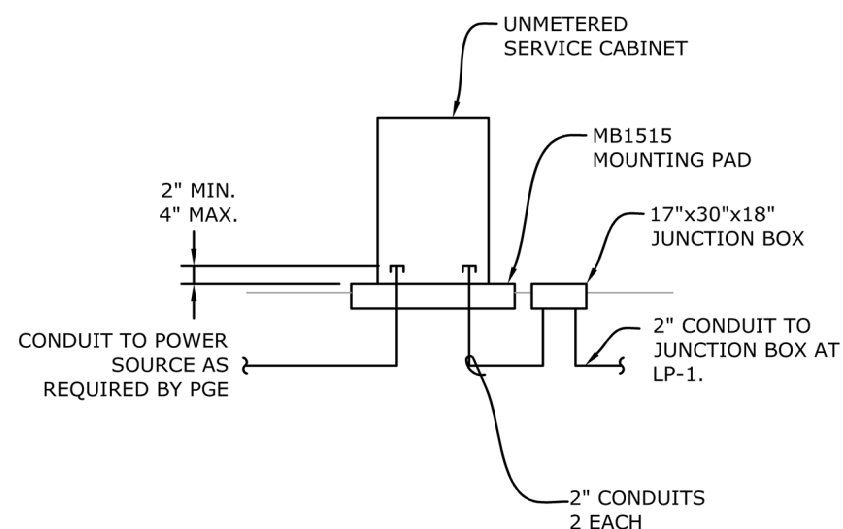 UNMETERED
SERVICE CABINET
MB1515
MOUNTING PAD
2" MIN.
4" MAX.
17"x30"x18"
JUNCTION BOX
CONDUIT TO POWER
SOURCE AS
REQUIRED BY PGE
2" CONDUIT TO
JUNCTION BOX AT
LP-1.
2" CONDUITS
2 EACH